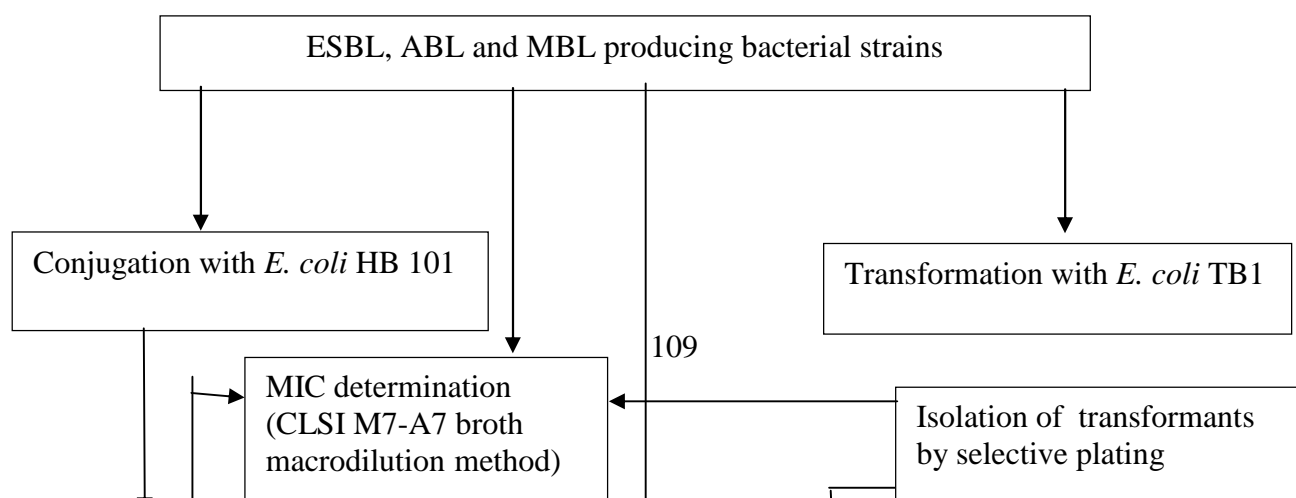 ESBL, ABL and MBL producing bacterial strains
Conjugation with E. coli HB 101
Transformation with E. coli TB1
109
MIC determination
(CLSI M7-A7 broth
macrodilution method)
Isolation of transformants
by selective plating